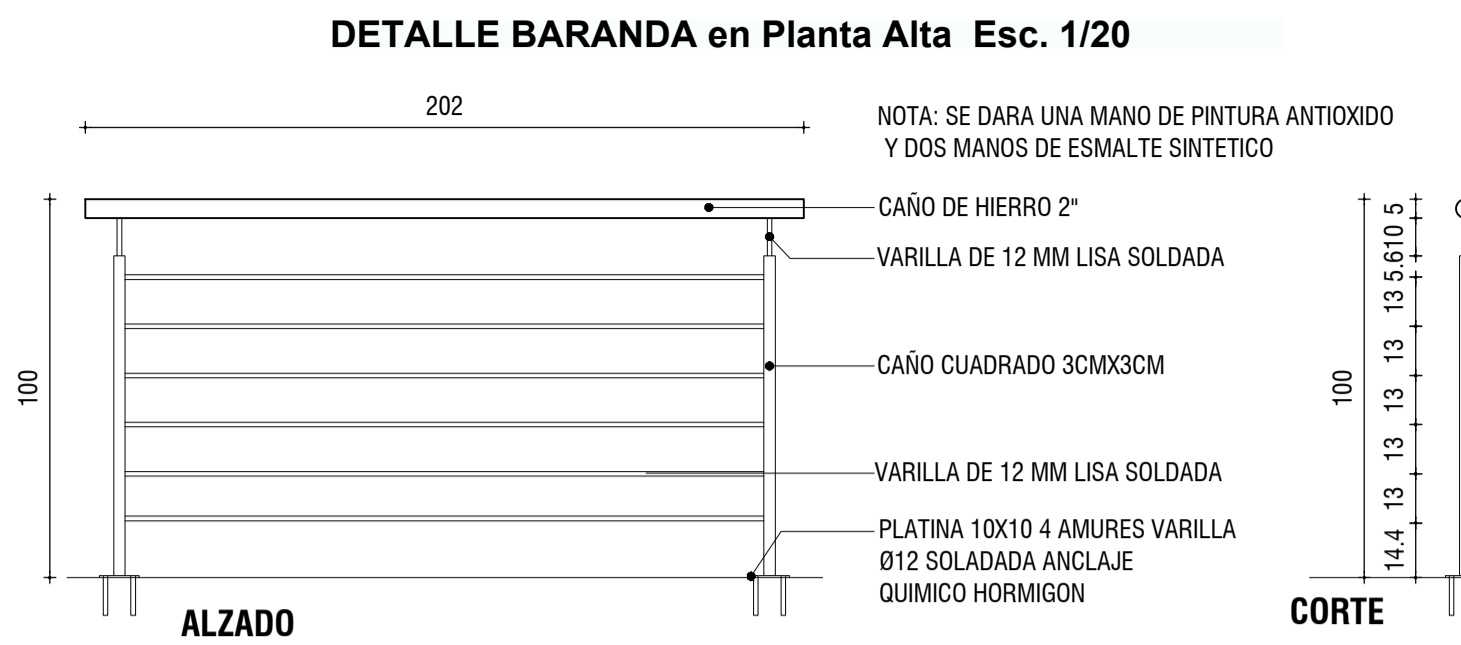 DETALLE BARANDA en Planta Alta Esc. 1/20
202
NOTA: SE DARA UNA MANO DE PINTURA ANTIOXIDO
Y DOS MANOS DE ESMALTE SINTETICO
100
CAÑO DE HIERRO 2"
VARILLA DE 12 MM LISA SOLDADA
CAÑO CUADRADO 3CMX3CM
VARILLA DE 12 MM LISA SOLDADA
PLATINA 10X10 4 AMURES VARILLA
Ø12 SOLADADA ANCLAJE
QUIMICO HORMIGON
ALZADO
100
5
10
5.6
13
13
13
13
13
14.4
CORTE